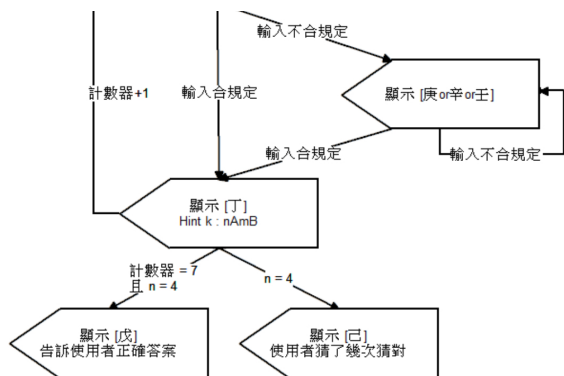 輸入不合規定
計數器+1
輸入合規定
顯示 [庚or辛or壬]
輸入合規定
輸入不合規定
顯示 [丁]
Hint k : nAmB
計數器 = 7
且 n = 4
n = 4
顯示 [戊]
告訴使用者正確答案
顯示 [己]
使用者猜了幾次猜對